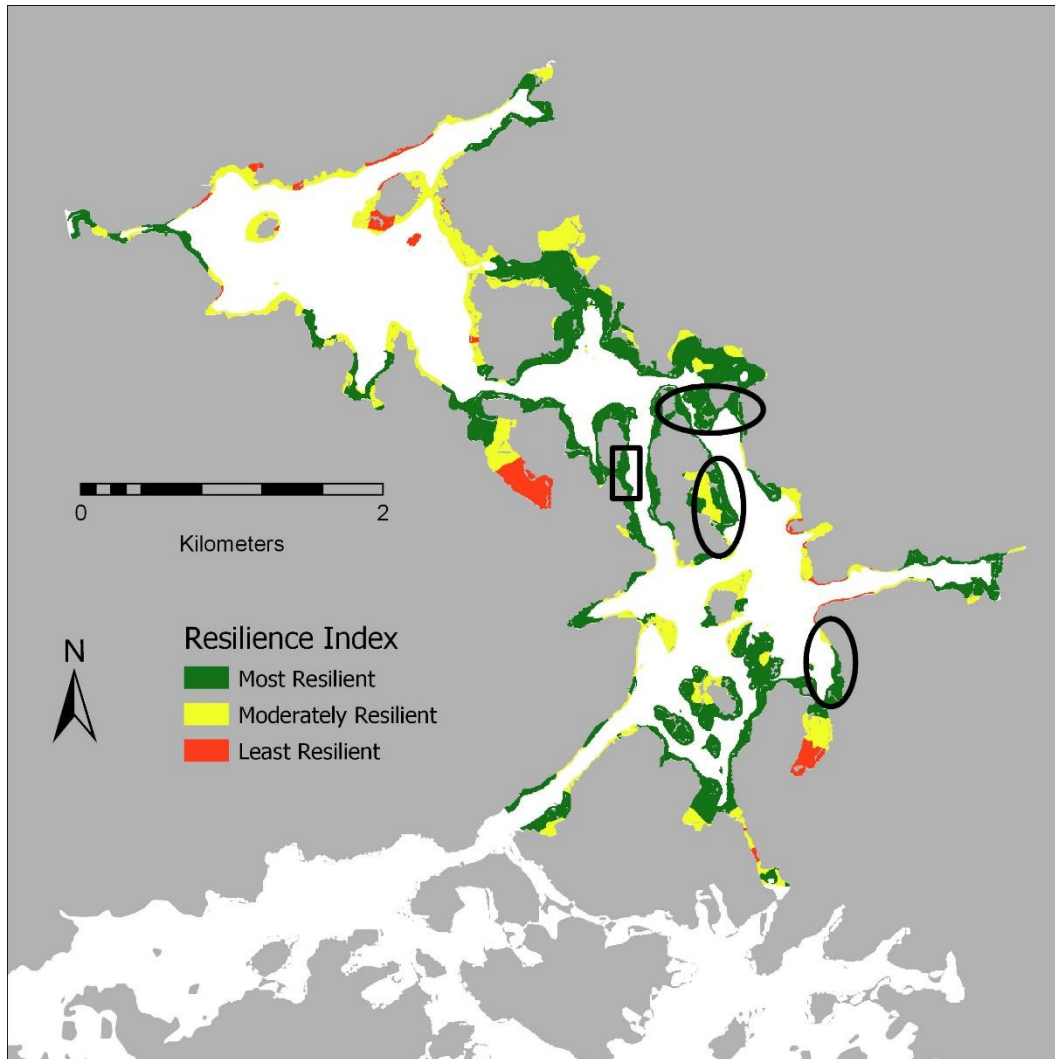 0 2
Kilometers
N
Resilience Index
Most Resilient
Moderately Resilient
Least Resilient